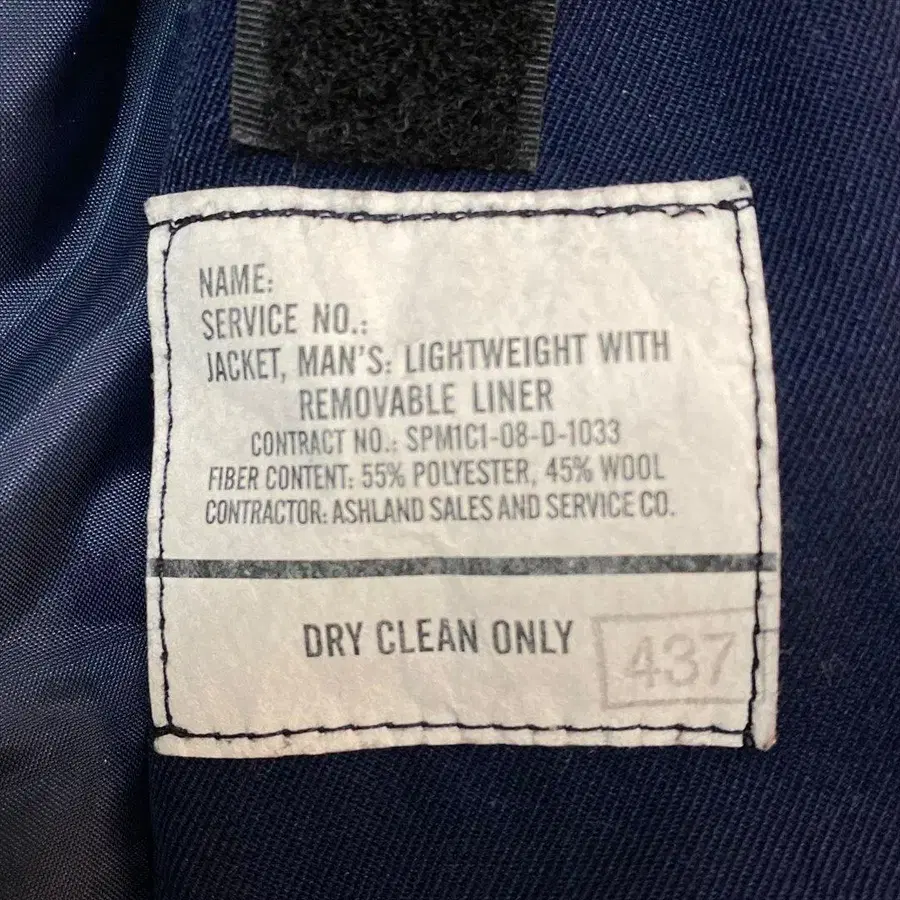 NAME:
SERVICE NO.:
JACKET, MAN'S: LIGHTWEIGHT WITH
REMOVABLE LINER
CONTRACT NO.: SPM1C1-08-D-1033
FIBER CONTENT: 55% POLYESTER, 45% WOOL
CONTRACTOR: ASHLAND SALES AND SERVICE CO.
DRY CLEAN ONLY
437